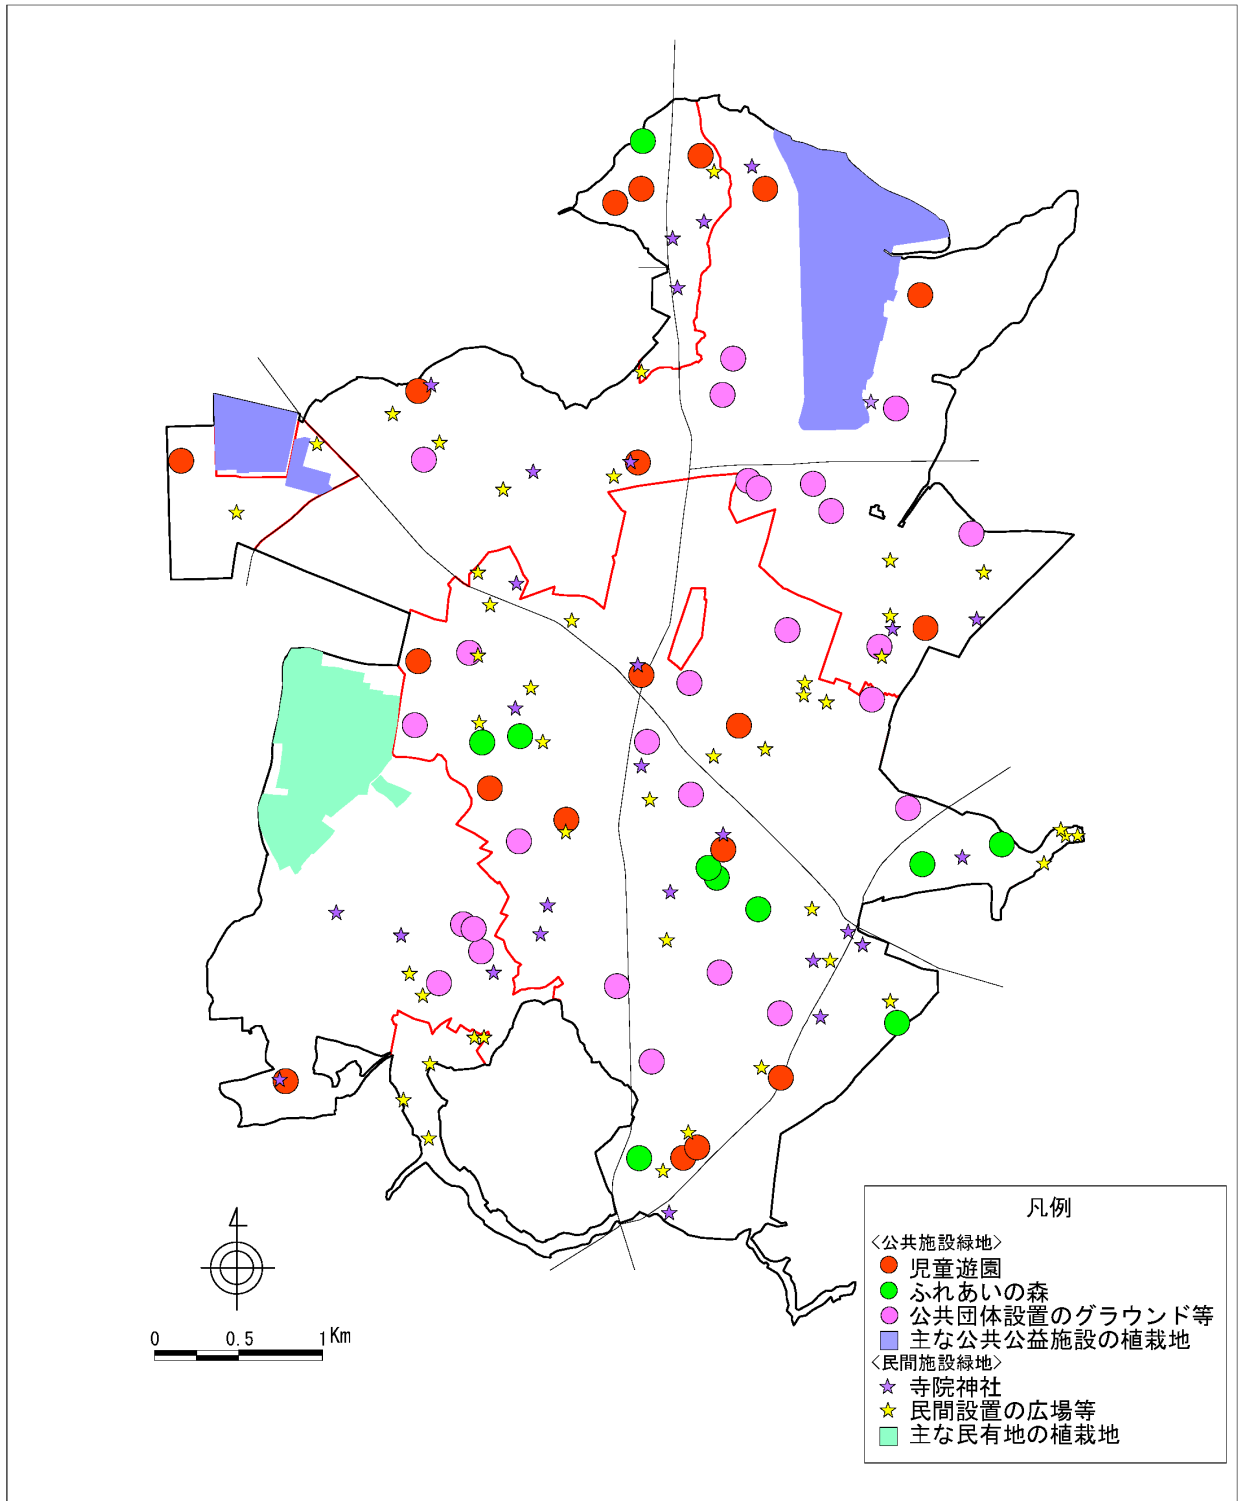 凡例
〈公共施設緑地〉
児童遊園
ふれあいの森
公共団体設置のグラウンド等
主な公共公益施設の植栽地
〈民間施設緑地〉
寺院神社
民間設置の広場等
主な民有地の植栽地
0 0.5 1Km